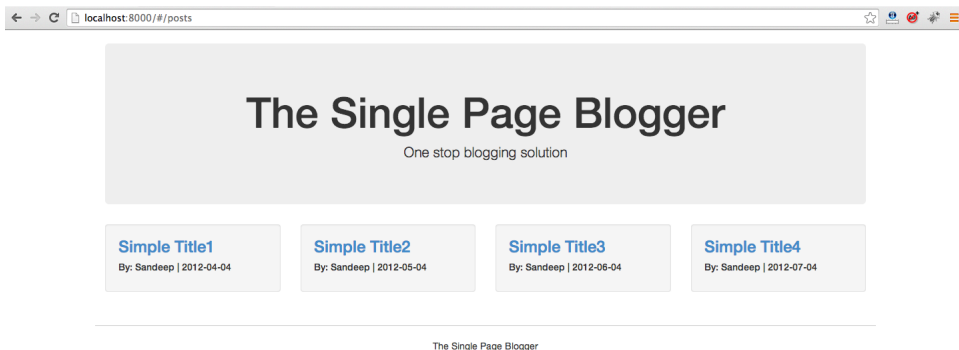 localhost:8000/#/posts
The Single Page Blogger
One stop blogging solution
Simple Title1
By: Sandeep | 2012-04-04
Simple Title2
By: Sandeep | 2012-05-04
Simple Title3
By: Sandeep | 2012-06-04
Simple Title4
By: Sandeep | 2012-07-04
The Single Page Blogger